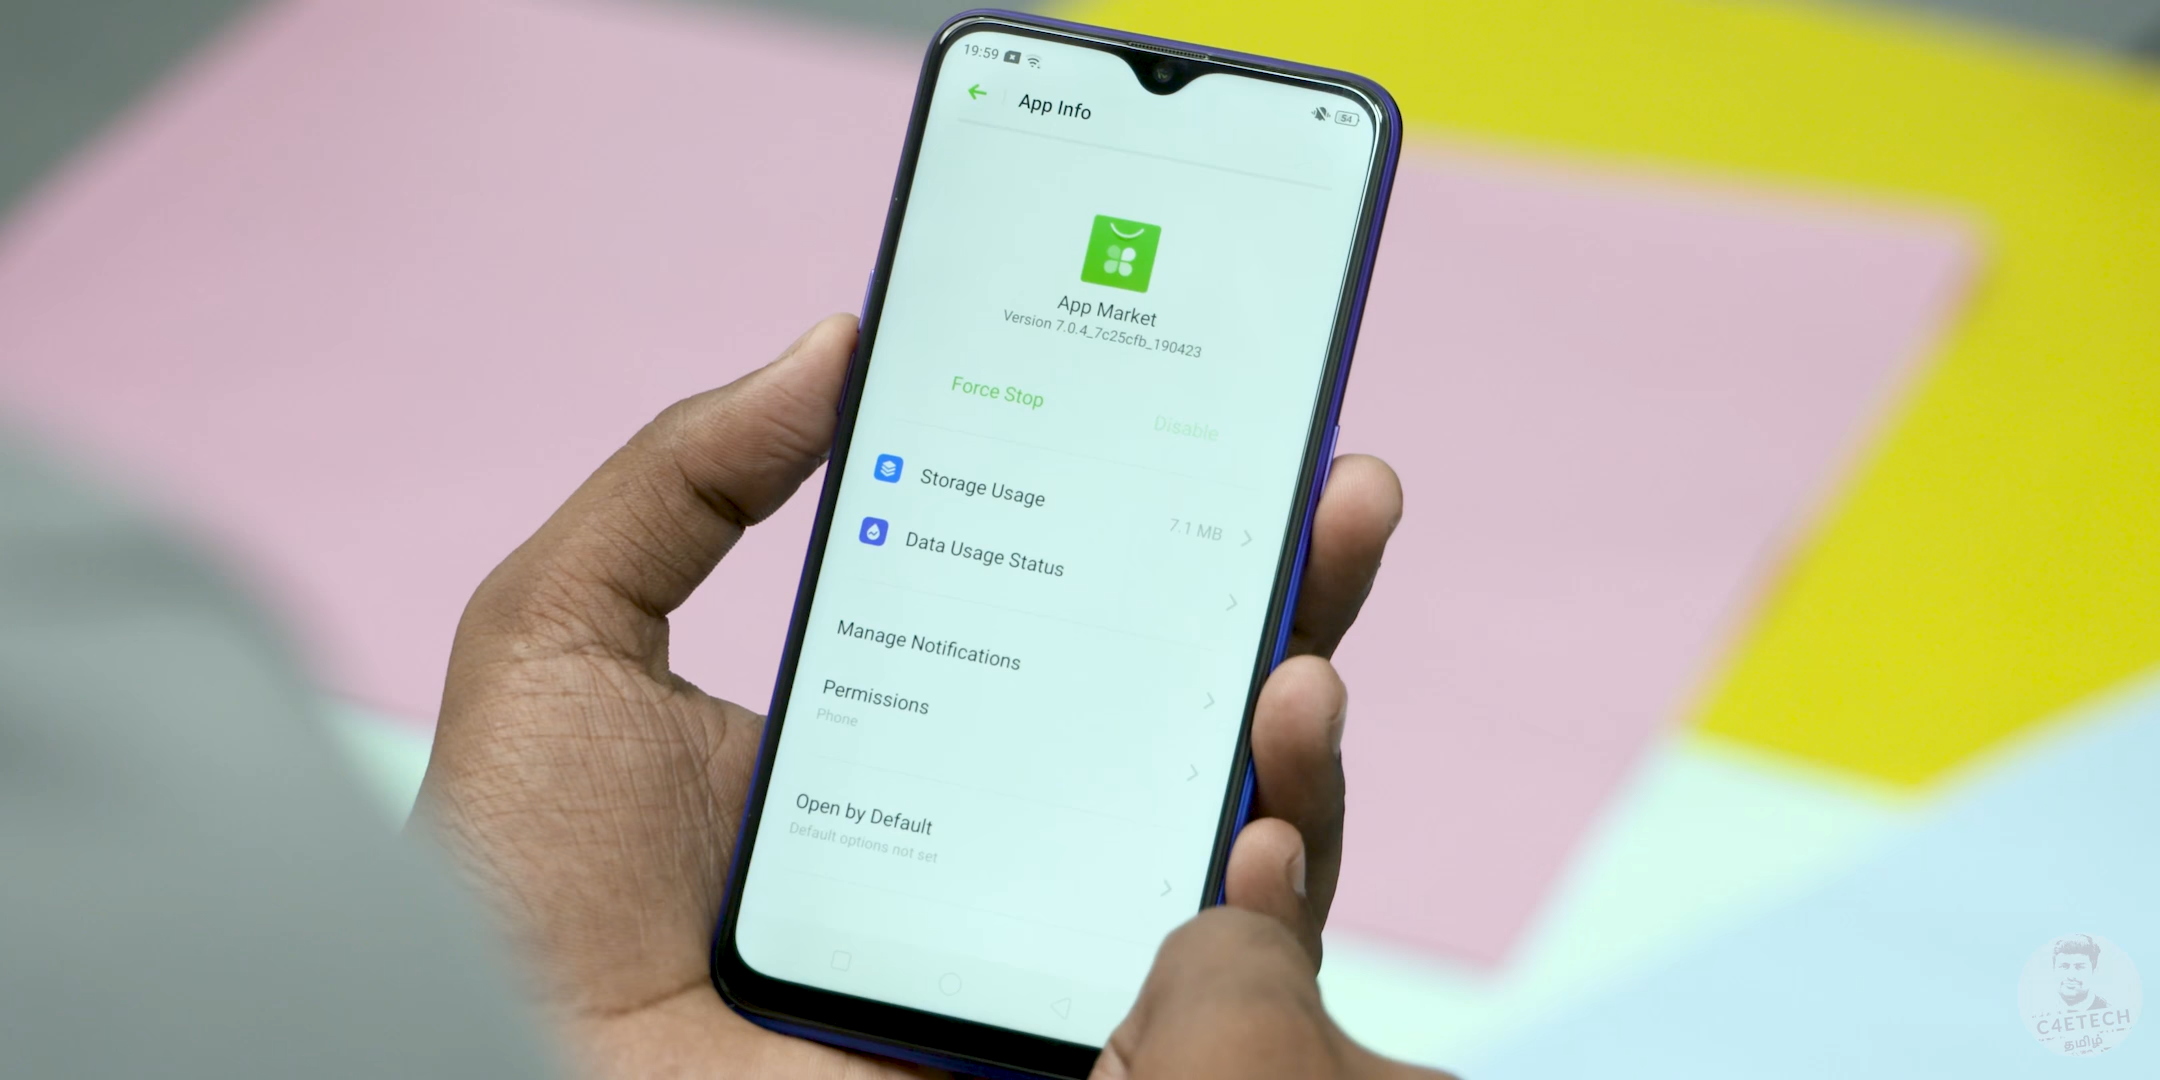 19:59
54
App Info
App Market
Version 7.0.4_7c25cfb_190423
Force Stop
Disable
Storage Usage
7.1 MB
Data Usage Status
Manage Notifications
Permissions
Phone
Open by Default
Default options not set
C4ETECH
தமிழ்